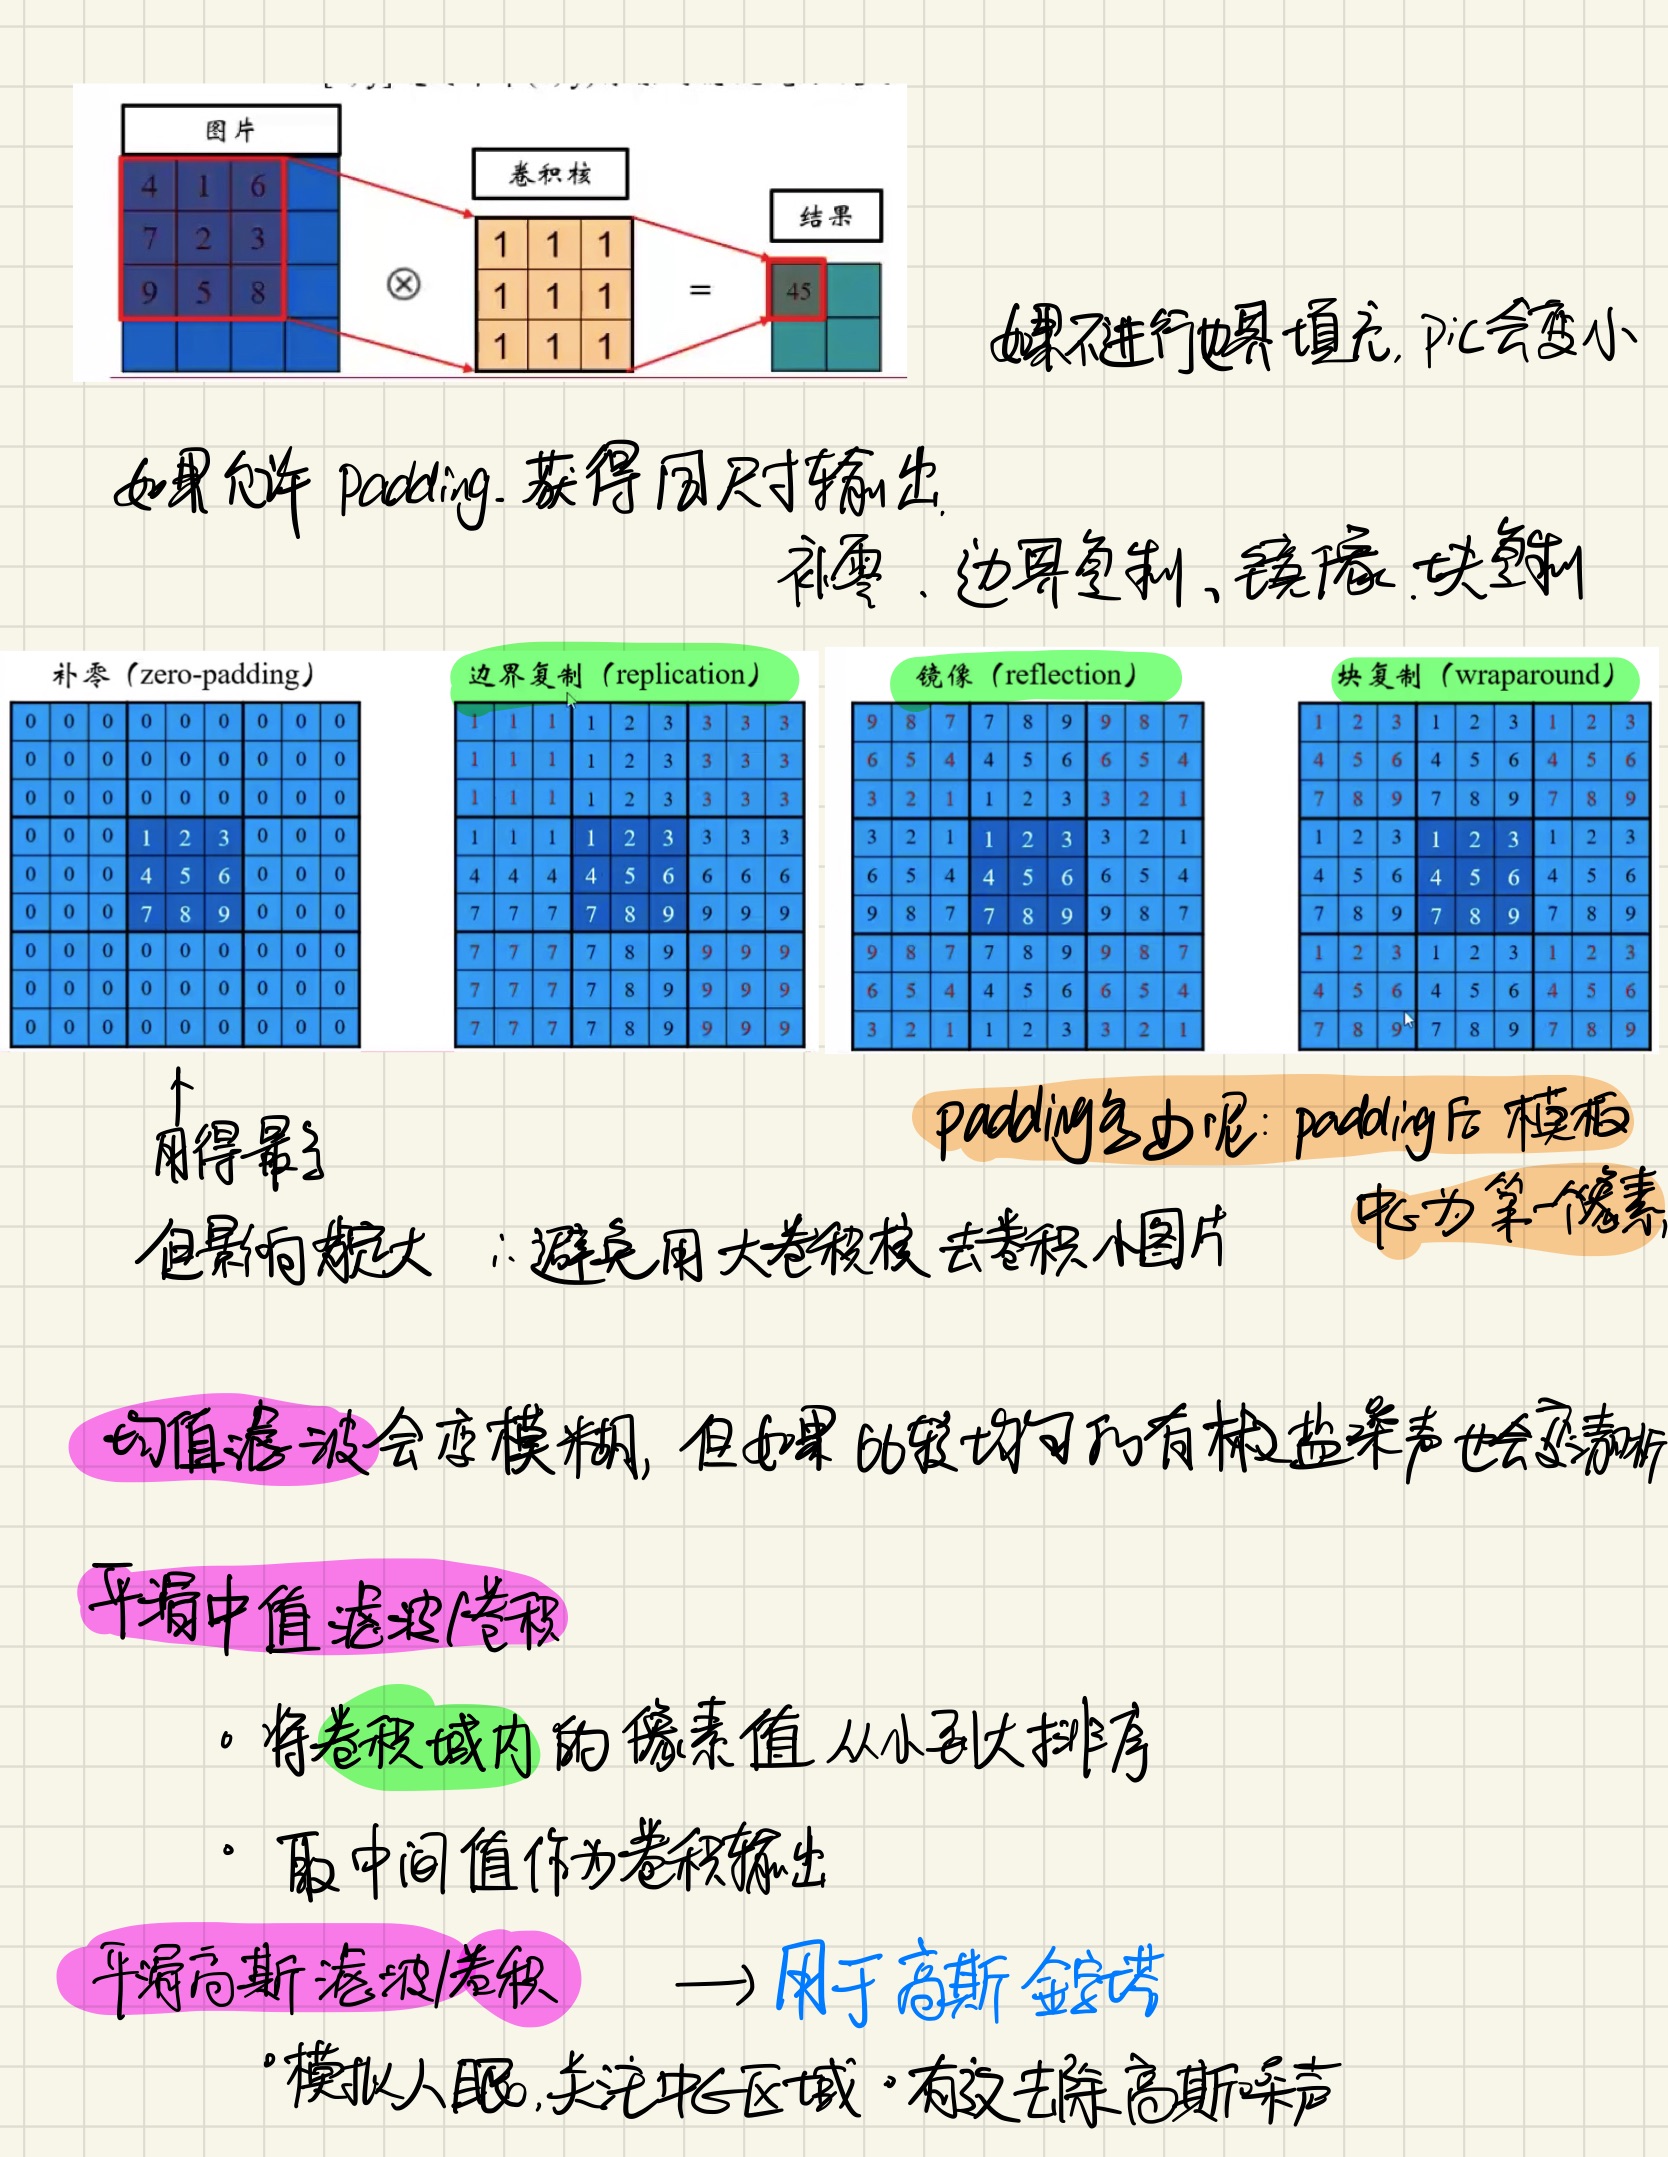 图片
卷积核
结果
4 1 6
7 2 3
9 5 8
⊗
1 1 1
1 1 1
1 1 1
=
45
如果不进行边界填充, pic会变小
如果允许 padding. 获得同尺寸输出.
补零、边界复制、镜像、块复制
补零（zero-padding）
0 0 0 0 0 0 0 0 0
0 0 0 0 0 0 0 0 0
0 0 0 0 0 0 0 0 0
0 0 0 1 2 3 0 0 0
0 0 0 4 5 6 0 0 0
0 0 0 7 8 9 0 0 0
0 0 0 0 0 0 0 0 0
0 0 0 0 0 0 0 0 0
0 0 0 0 0 0 0 0 0
边界复制（replication）
1 1 1 1 2 3 3 3 3
1 1 1 1 2 3 3 3 3
1 1 1 1 2 3 3 3 3
1 1 1 1 2 3 3 3 3
4 4 4 4 5 6 6 6 6
7 7 7 7 8 9 9 9 9
7 7 7 7 8 9 9 9 9
7 7 7 7 8 9 9 9 9
7 7 7 7 8 9 9 9 9
镜像（reflection）
9 8 7 7 8 9 9 8 7
6 5 4 4 5 6 6 5 4
3 2 1 1 2 3 3 2 1
3 2 1 1 2 3 3 2 1
6 5 4 4 5 6 6 5 4
9 8 7 7 8 9 9 8 7
9 8 7 7 8 9 9 8 7
6 5 4 4 5 6 6 5 4
3 2 1 1 2 3 3 2 1
块复制（wraparound）
1 2 3 1 2 3 1 2 3
4 5 6 4 5 6 4 5 6
7 8 9 7 8 9 7 8 9
1 2 3 1 2 3 1 2 3
4 5 6 4 5 6 4 5 6
7 8 9 7 8 9 7 8 9
1 2 3 1 2 3 1 2 3
4 5 6 4 5 6 4 5 6
7 8 9 7 8 9 7 8 9
↑
用得最多
padding多少呢: padding后 模板
中心为第一个像素
但影响较大 ∴避免用大卷积核去卷积小图片
均值滤波会变模糊, 但如果比较均匀的有椒盐噪声也会变清晰
平滑中值滤波/卷积
• 将卷积域内的像素值从小到大排序
• 取中间值作为卷积输出
平滑高斯滤波/卷积 → 用于高斯金字塔
• 模拟人眼, 关注中心区域 • 有效去除高斯噪声